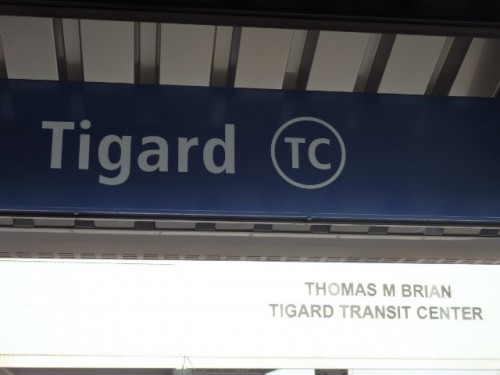 Tigard TC
THOMAS M BRIAN
TIGARD TRANSIT CENTER